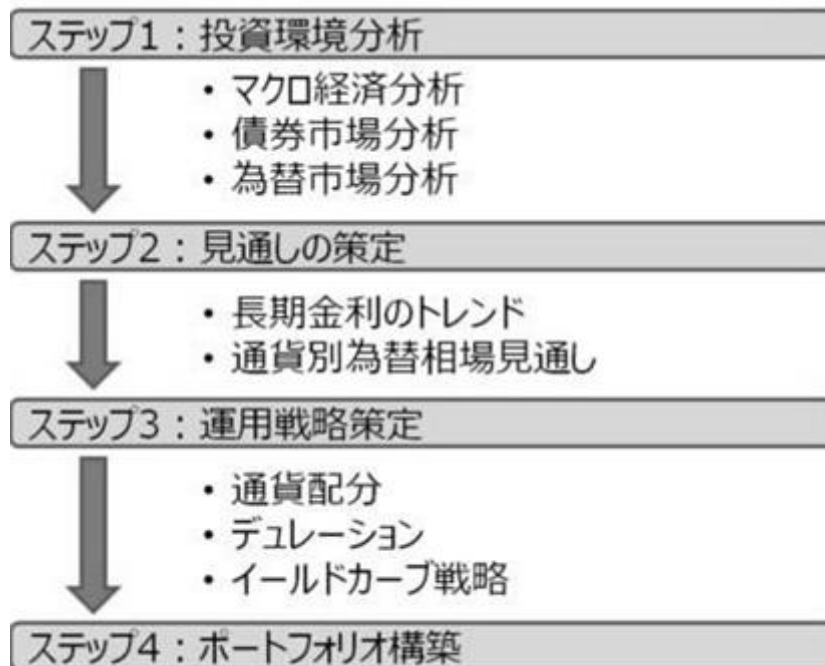 ステップ1：投資環境分析
・マクロ経済分析
・債券市場分析
・為替市場分析
ステップ2：見通しの策定
・長期金利のトレンド
・通貨別為替相場見通し
ステップ3：運用戦略策定
・通貨配分
・デュレーション
・イールドカーブ戦略
ステップ4：ポートフォリオ構築